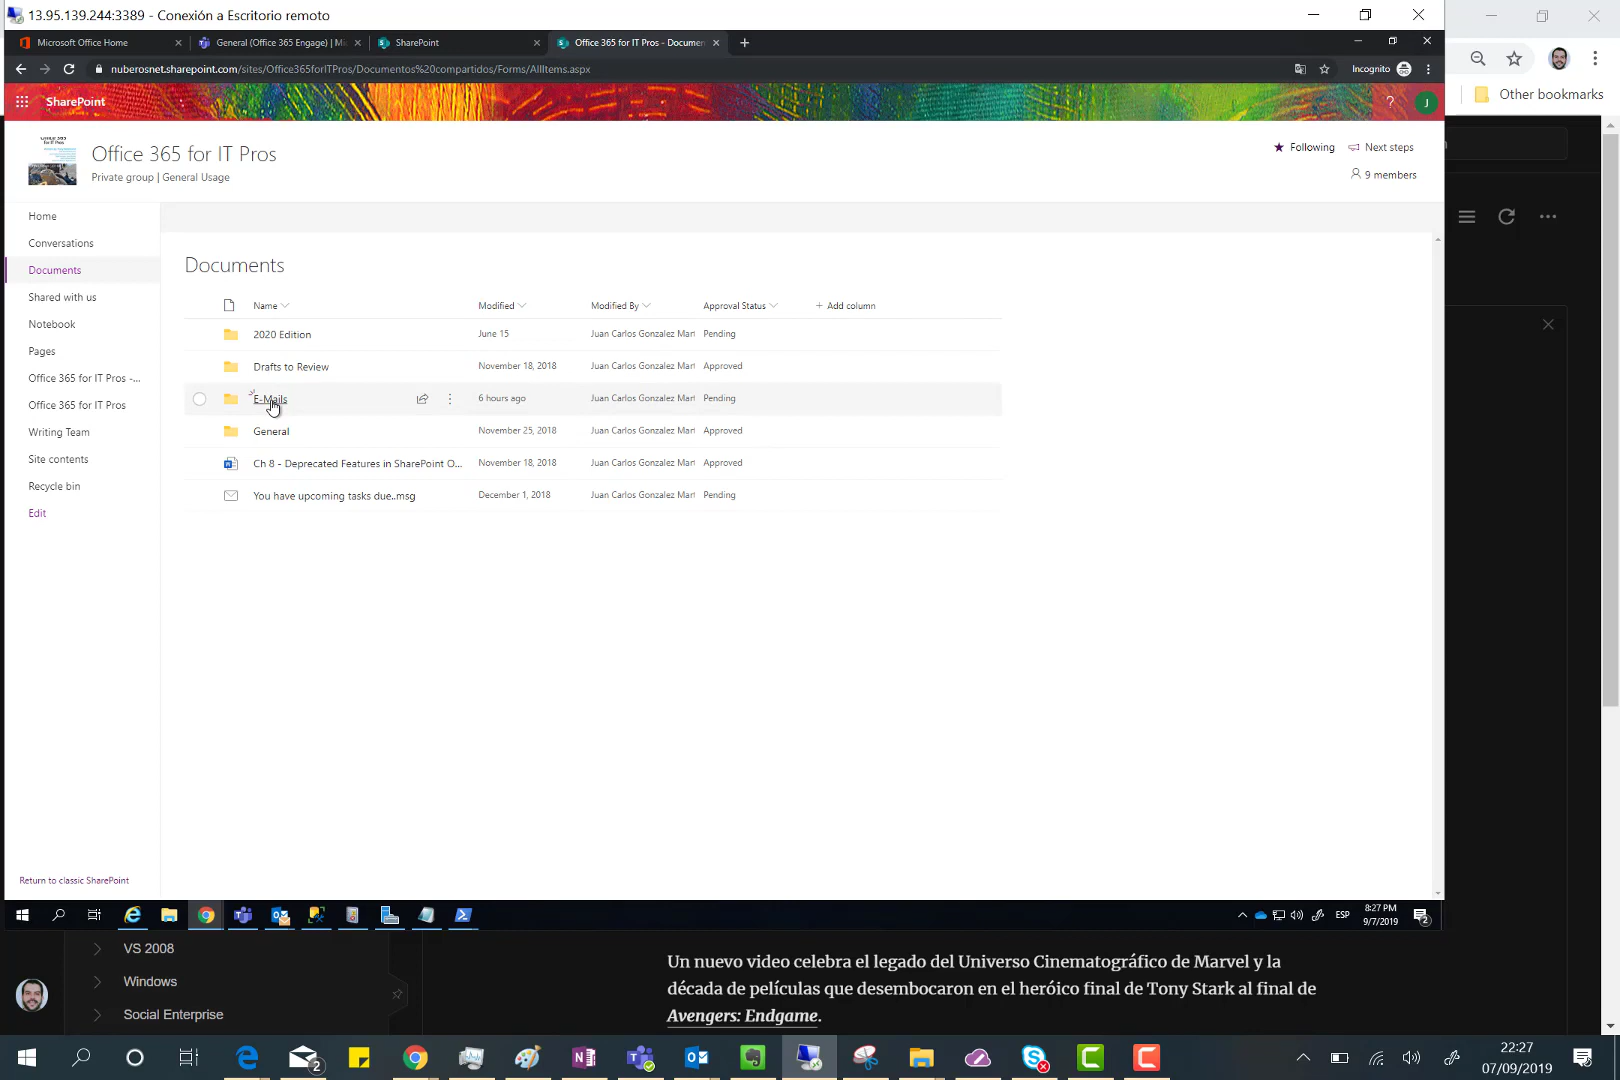 13.95.139.244:3389 - Conexión a Escritorio remoto
Microsoft Office Home
General (Office 365 Engage) | Mi
SharePoint
Office 365 for IT Pros - Documen
nuberosnet.sharepoint.com/sites/Office365forITPros/Documentos%20compartidos/Forms/AllItems.aspx
Incognito
Other bookmarks
SharePoint
?
J
Office 365 for IT Pros
Office 365 for IT Pros
Private group | General Usage
Following
Next steps
9 members
Home
Conversations
Documents
Shared with us
Notebook
Pages
Office 365 for IT Pros -...
Office 365 for IT Pros
Writing Team
Site contents
Recycle bin
Edit
Return to classic SharePoint
Documents
Name
Modified
Modified By
Approval Status
+ Add column
2020 Edition
June 15
Juan Carlos Gonzalez Mart
Pending
Drafts to Review
November 18, 2018
Juan Carlos Gonzalez Mart
Approved
E-Mails
6 hours ago
Juan Carlos Gonzalez Mart
Pending
General
November 25, 2018
Juan Carlos Gonzalez Mart
Approved
Ch 8 - Deprecated Features in SharePoint O...
November 18, 2018
Juan Carlos Gonzalez Mart
Approved
You have upcoming tasks due..msg
December 1, 2018
Juan Carlos Gonzalez Mart
Pending
ESP
8:27 PM
9/7/2019
2
VS 2008
Windows
Social Enterprise
Un nuevo video celebra el legado del Universo Cinematográfico de Marvel y la
década de películas que desembocaron en el heróico final de Tony Stark al final de
Avengers: Endgame.
2
22:27
07/09/2019